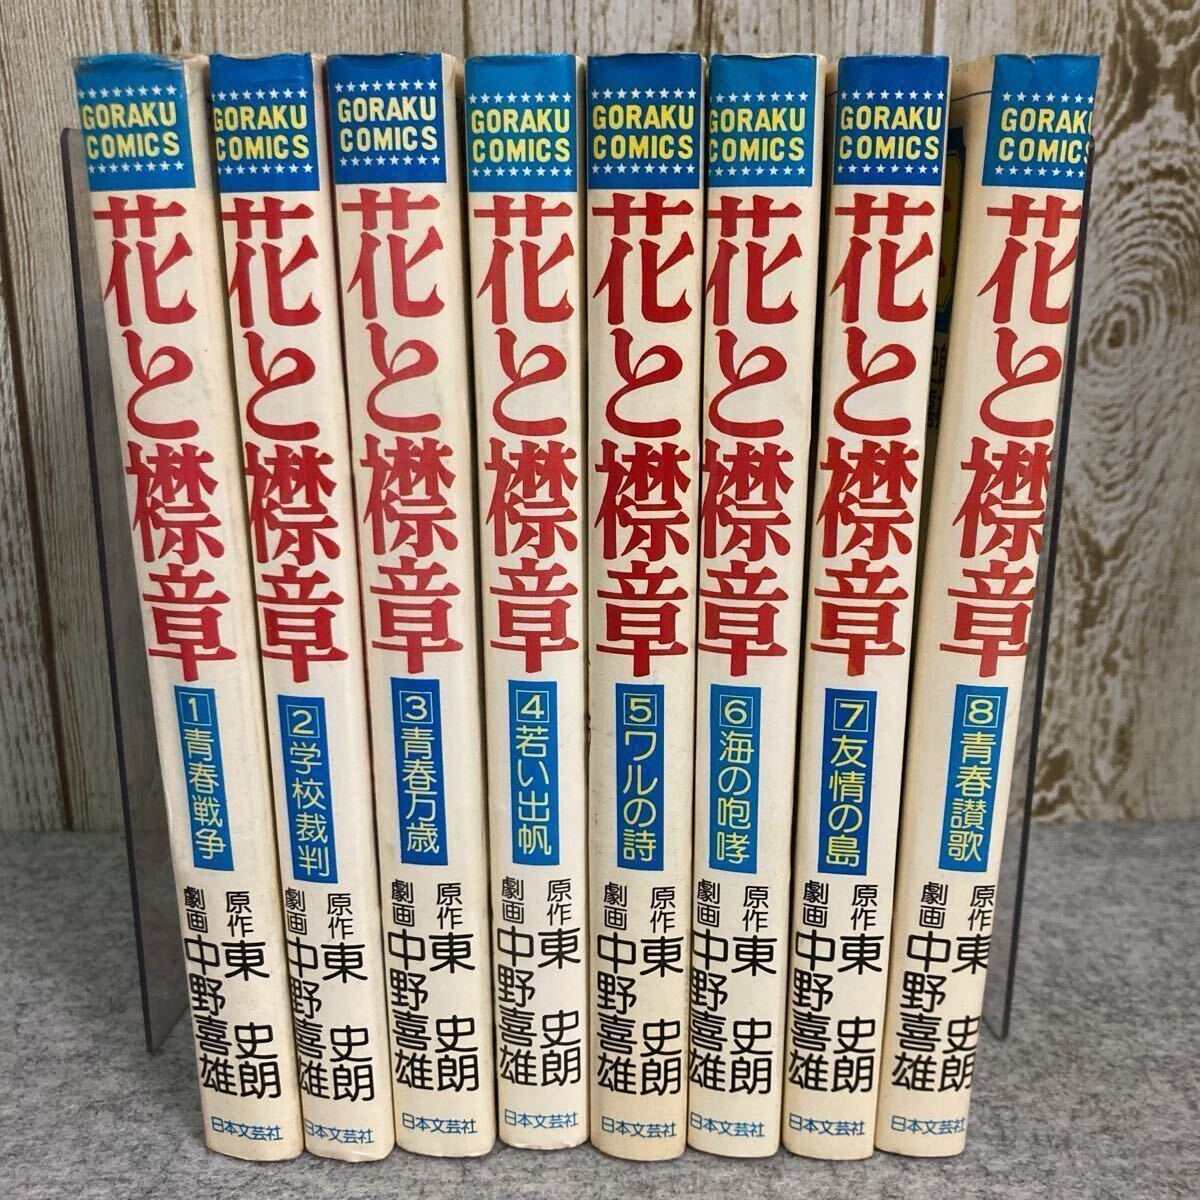 GORAKU
COMICS
花と襟章
1 青春戦争
原作 東 史朗
劇画 中野喜雄
日本文芸社
GORAKU
COMICS
花と襟章
2 学校裁判
原作 東 史朗
劇画 中野喜雄
日本文芸社
GORAKU
COMICS
花と襟章
3 青春万歳
原作 東 史朗
劇画 中野喜雄
日本文芸社
GORAKU
COMICS
花と襟章
4 若い出帆
原作 東 史朗
劇画 中野喜雄
日本文芸社
GORAKU
COMICS
花と襟章
5 ワルの詩
原作 東 史朗
劇画 中野喜雄
日本文芸社
GORAKU
COMICS
花と襟章
6 海の咆哮
原作 東 史朗
劇画 中野喜雄
日本文芸社
GORAKU
COMICS
花と襟章
7 友情の島
原作 東 史朗
劇画 中野喜雄
日本文芸社
GORAKU
COMICS
花と襟章
8 青春讃歌
原作 東 史朗
劇画 中野喜雄
日本文芸社